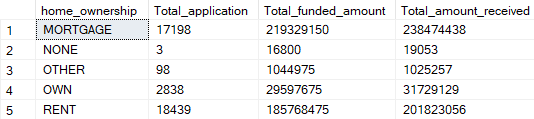 home_ownership Total_application Total_funded_amount Total_amount_received
1 MORTGAGE 17198 219329150 238474438
2 NONE 3 16800 19053
3 OTHER 98 1044975 1025257
4 OWN 2838 29597675 31729129
5 RENT 18439 185768475 201823056